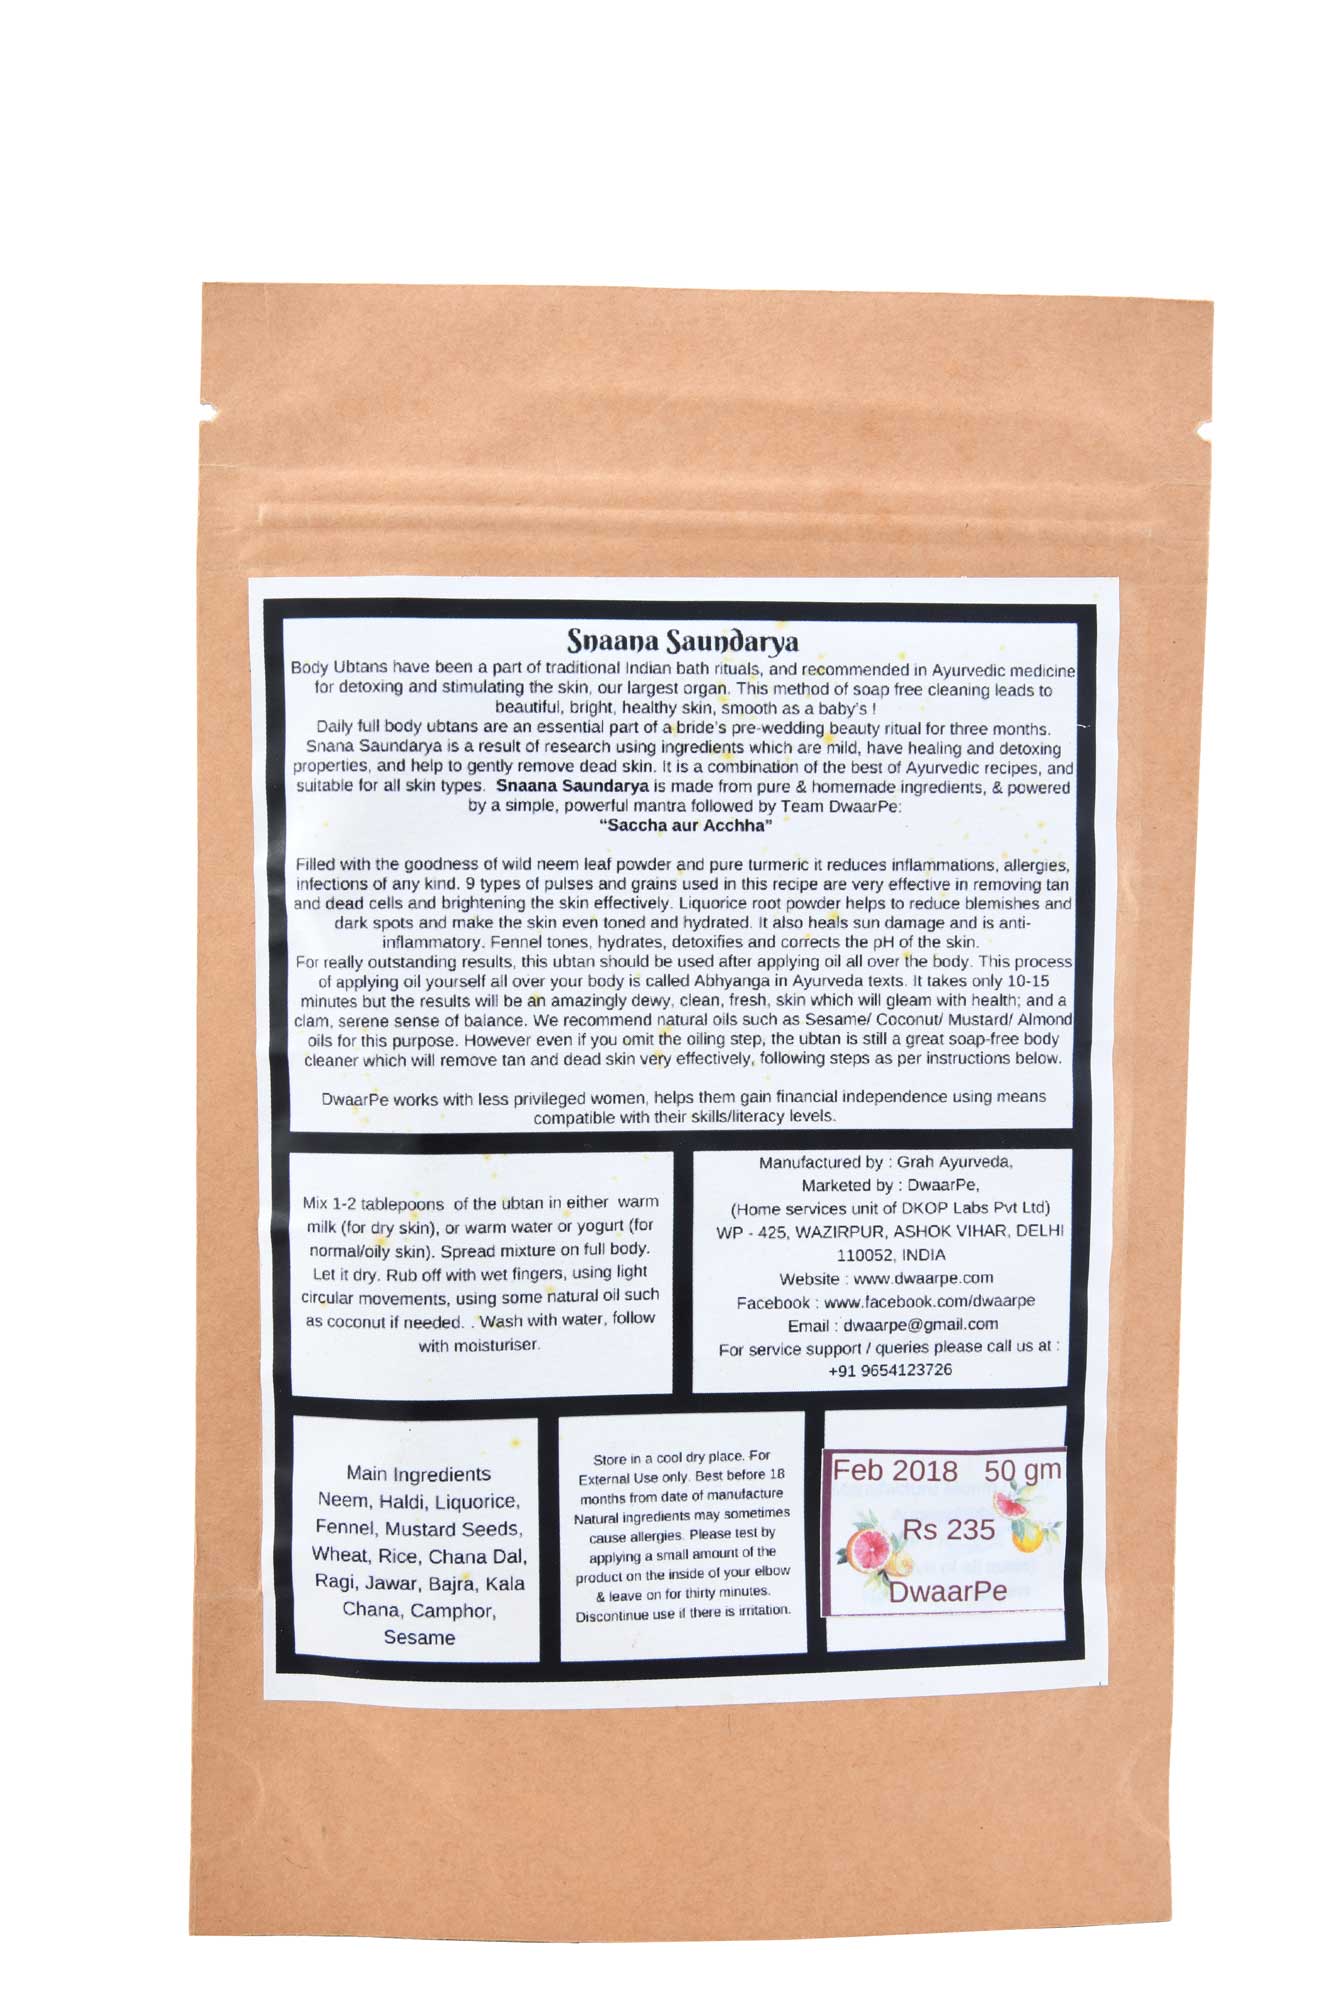 Snaana Saundarya
Body Ubtans have been a part of traditional Indian bath rituals, and recommended in Ayurvedic medicine
for detoxing and stimulating the skin, our largest organ. This method of soap free cleaning leads to
beautiful, bright, healthy skin, smooth as a baby's !
Daily full body ubtans are an essential part of a bride's pre-wedding beauty ritual for three months.
Snana Saundarya is a result of research using ingredients which are mild, have healing and detoxing
properties, and help to gently remove dead skin. It is a combination of the best of Ayurvedic recipes, and
suitable for all skin types. Snaana Saundarya is made from pure & homemade ingredients, & powered
by a simple, powerful mantra followed by Team DwaarPe:
"Saccha aur Acchha"
Filled with the goodness of wild neem leaf powder and pure turmeric it reduces inflammations, allergies,
infections of any kind. 9 types of pulses and grains used in this recipe are very effective in removing tan
and dead cells and brightening the skin effectively. Liquorice root powder helps to reduce blemishes and
dark spots and make the skin even toned and hydrated. It also heals sun damage and is anti-
inflammatory. Fennel tones, hydrates, detoxifies and corrects the pH of the skin.
For really outstanding results, this ubtan should be used after applying oil all over the body. This process
of applying oil yourself all over your body is called Abhyanga in Ayurveda texts. It takes only 10-15
minutes but the results will be an amazingly dewy, clean, fresh, skin which will gleam with health; and a
clam, serene sense of balance. We recommend natural oils such as Sesame/ Coconut/ Mustard/ Almond
oils for this purpose. However even if you omit the oiling step, the ubtan is still a great soap-free body
cleaner which will remove tan and dead skin very effectively, following steps as per instructions below.
DwaarPe works with less privileged women, helps them gain financial independence using means
compatible with their skills/literacy levels.
Mix 1-2 tablepoons of the ubtan in either warm
milk (for dry skin), or warm water or yogurt (for
normal/oily skin). Spread mixture on full body.
Let it dry. Rub off with wet fingers, using light
circular movements, using some natural oil such
as coconut if needed. . Wash with water, follow
with moisturiser.
Manufactured by : Grah Ayurveda,
Marketed by : DwaarPe,
(Home services unit of DKOP Labs Pvt Ltd)
WP - 425, WAZIRPUR, ASHOK VIHAR, DELHI
110052, INDIA
Website : www.dwaarpe.com
Facebook : www.facebook.com/dwaarpe
Email : dwaarpe@gmail.com
For service support / queries please call us at :
+91 9654123726
Main Ingredients
Neem, Haldi, Liquorice,
Fennel, Mustard Seeds,
Wheat, Rice, Chana Dal,
Ragi, Jawar, Bajra, Kala
Chana, Camphor,
Sesame
Store in a cool dry place. For
External Use only. Best before 18
months from date of manufacture
Natural ingredients may sometimes
cause allergies. Please test by
applying a small amount of the
product on the inside of your elbow
& leave on for thirty minutes.
Discontinue use if there is irritation.
Feb 2018 50 gm
Rs 235
DwaarPe